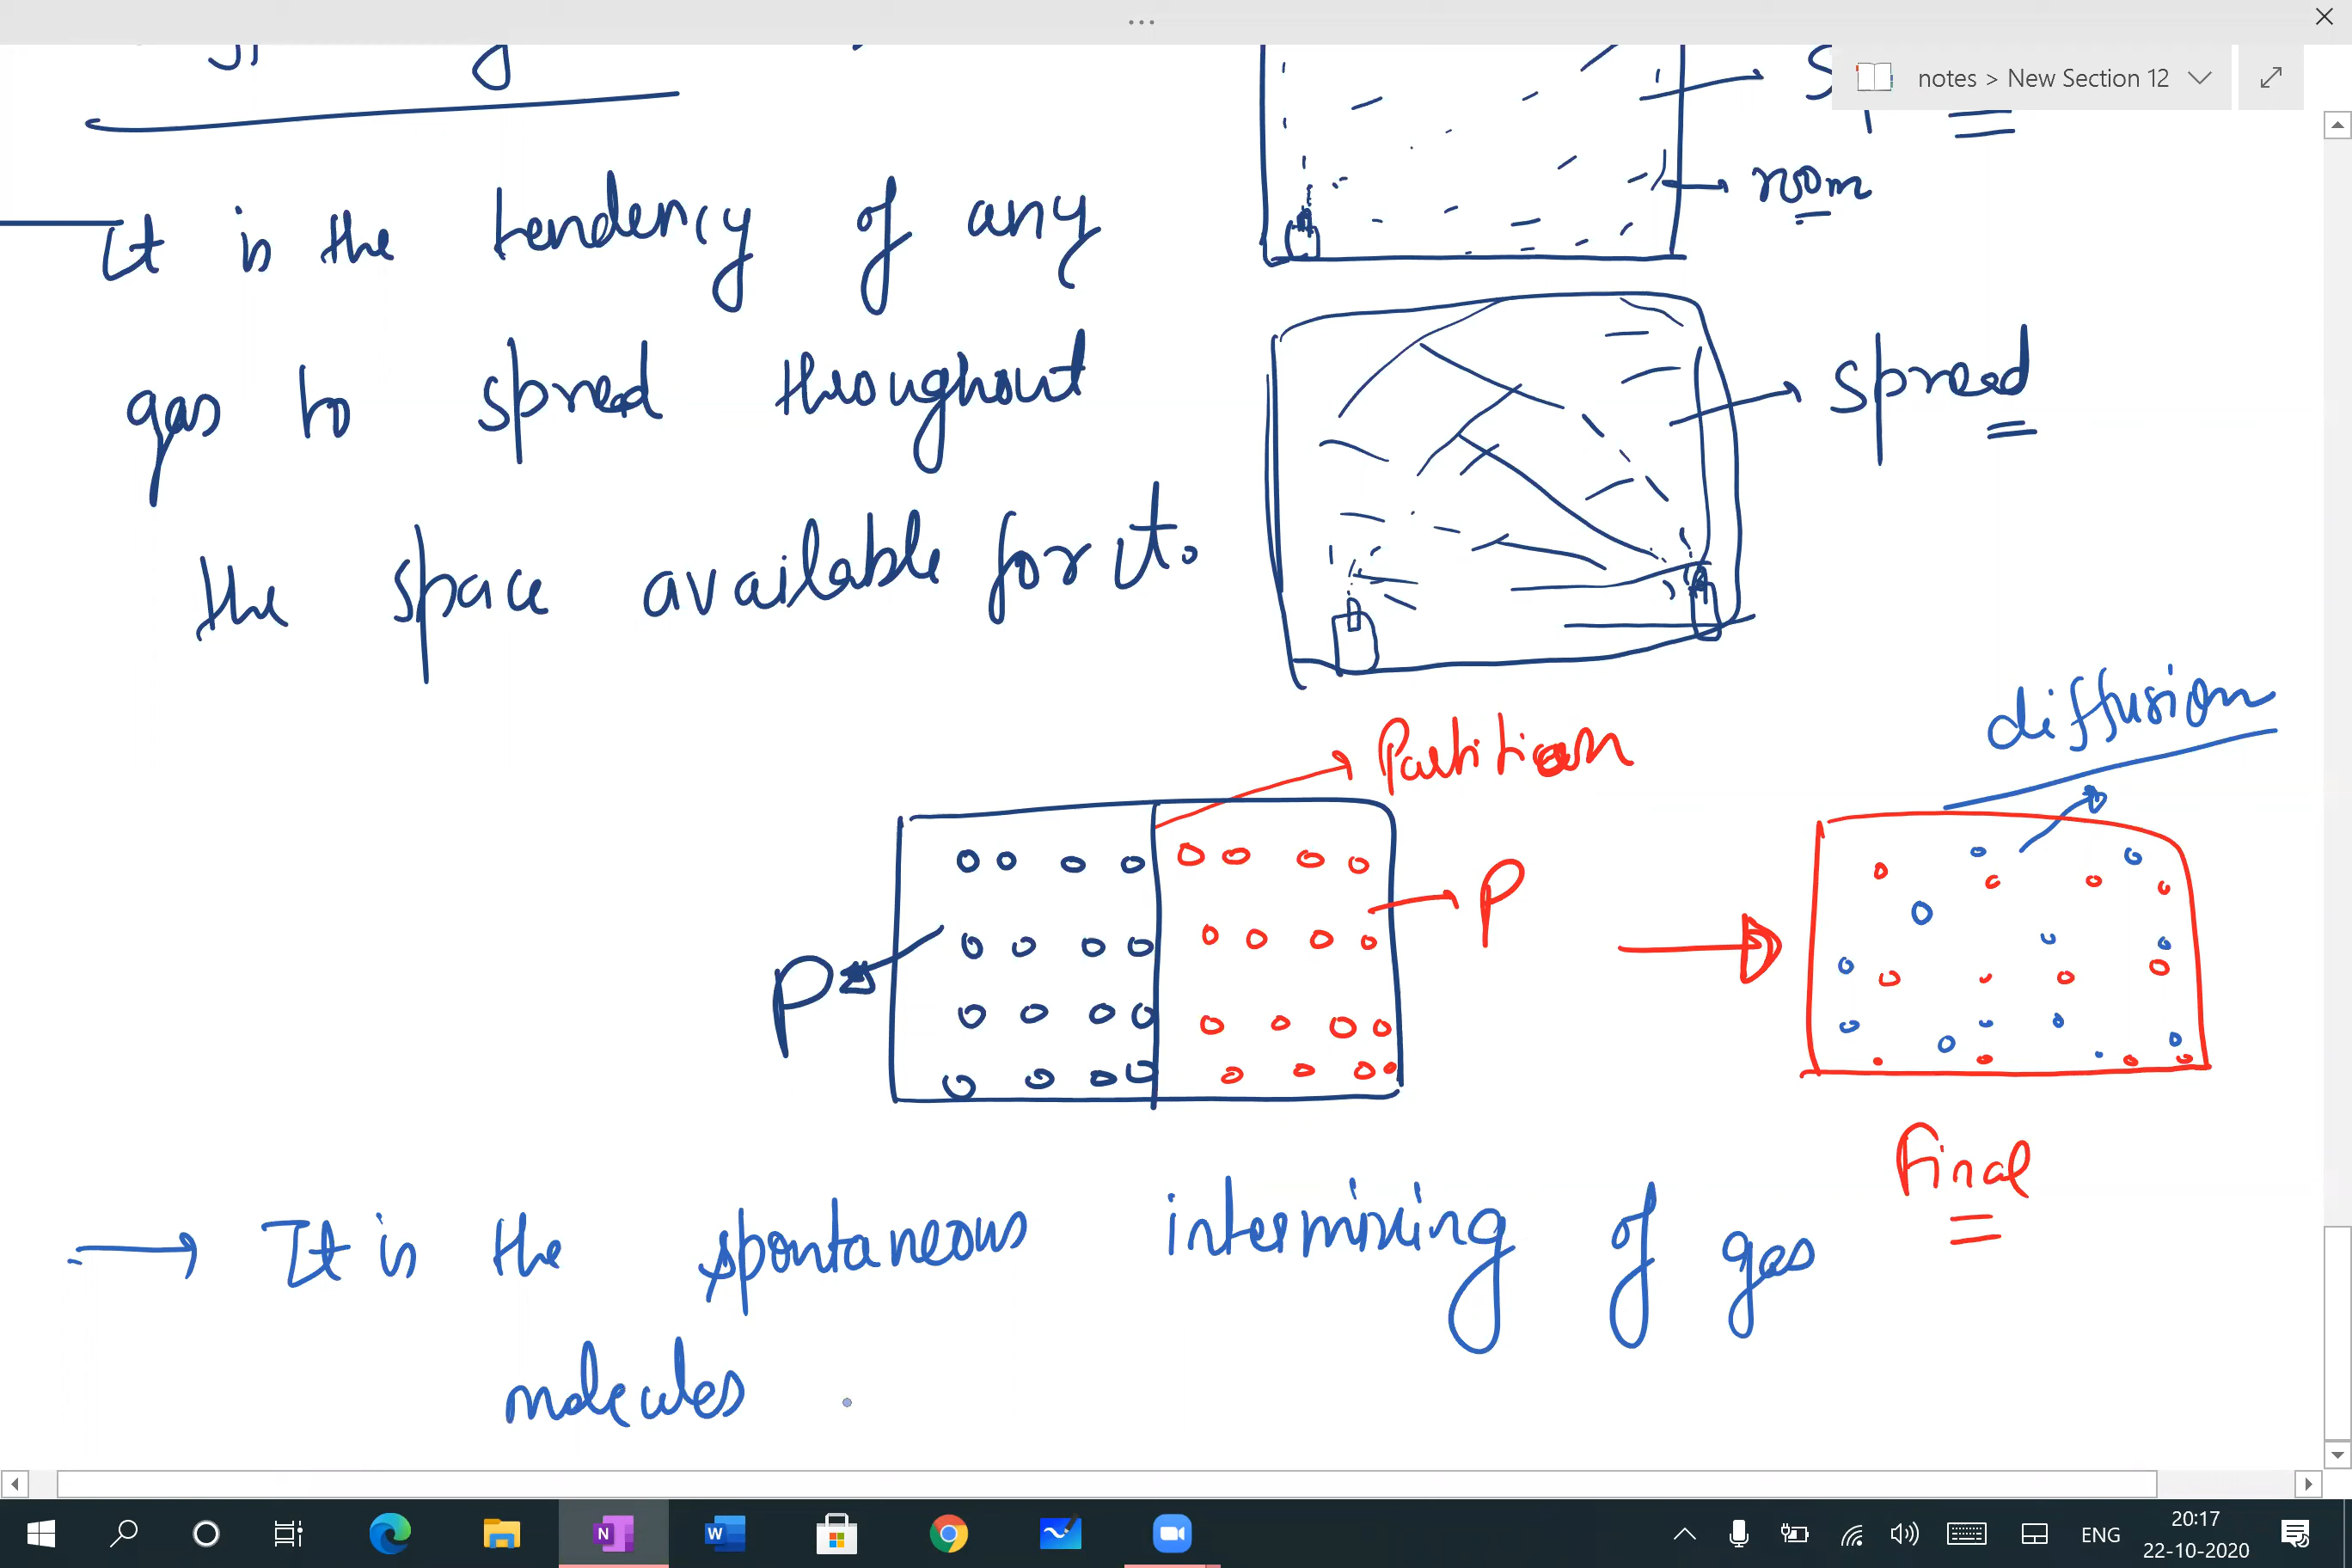 ...
notes > New Section 12
room
It is the tendency of any
gas to spread throughout
the space available for it.
spread
diffusion
Partition
P
P
final
→ It is the spontaneous intermixing of gas
molecules
ENG
20:17
22-10-2020